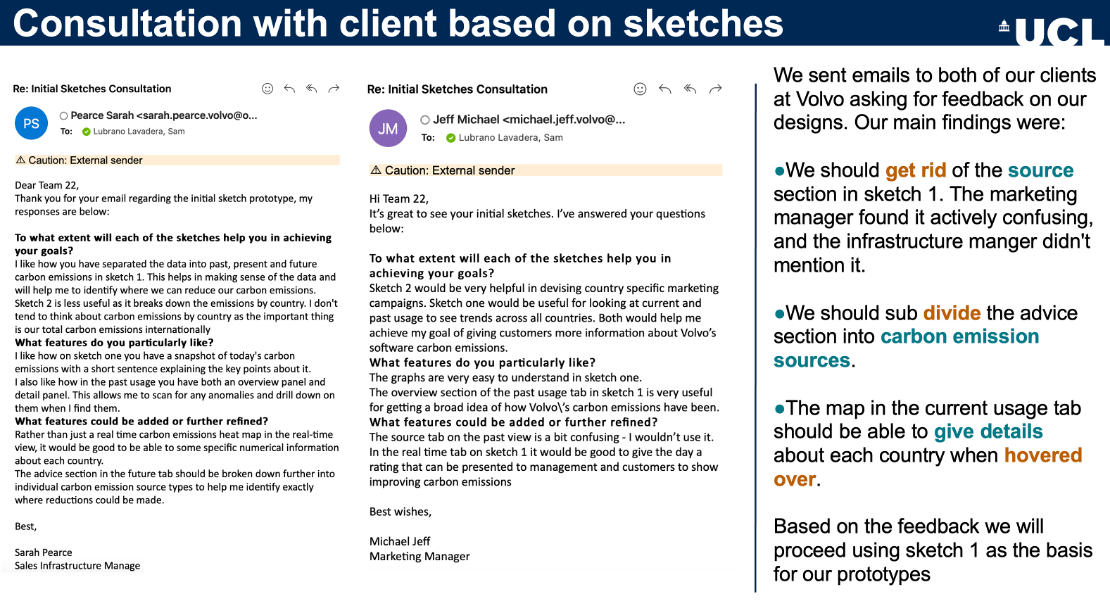 Consultation with client based on sketches
UCL
Re: Initial Sketches Consultation
PS
Pearce Sarah <sarah.pearce.volvo@o...
To: Lubrano Lavadera, Sam
Caution: External sender
Dear Team 22,
Thank you for your email regarding the initial sketch prototype, my
responses are below:
To what extent will each of the sketches help you in achieving
your goals?
I like how you have separated the data into past, present and future
carbon emissions in sketch 1. This helps in making sense of the data and
will help me to identify where we can reduce our carbon emissions.
Sketch 2 is less useful as it breaks down the emissions by country. I don't
tend to think about carbon emissions by country as the important thing
is our total carbon emissions internationally
What features do you particularly like?
I like how on sketch one you have a snapshot of today's carbon
emissions with a short sentence explaining the key points about it.
I also like how in the past usage you have both an overview panel and
detail panel. This allows me to scan for any anomalies and drill down on
them when I find them.
What features could be added or further refined?
Rather than just a real time carbon emissions heat map in the real-time
view, it would be good to be able to some specific numerical information
about each country.
The advice section in the future tab should be broken down further into
individual carbon emission source types to help me identify exactly
where reductions could be made.
Best,
Sarah Pearce
Sales Infrastructure Manage
Re: Initial Sketches Consultation
JM
Jeff Michael <michael.jeff.volvo@...
To: Lubrano Lavadera, Sam
Caution: External sender
Hi Team 22,
It's great to see your initial sketches. I've answered your questions
below:
To what extent will each of the sketches help you in
achieving your goals?
Sketch 2 would be very helpful in devising country specific marketing
campaigns. Sketch one would be useful for looking at current and
past usage to see trends across all countries. Both would help me
achieve my goal of giving customers more information about Volvo's
software carbon emissions.
What features do you particularly like?
The graphs are very easy to understand in sketch one.
The overview section of the past usage tab in sketch 1 is very useful
for getting a broad idea of how Volvo\'s carbon emissions have been.
What features could be added or further refined?
The source tab on the past view is a bit confusing - I wouldn't use it.
In the real time tab on sketch 1 it would be good to give the day a
rating that can be presented to management and customers to show
improving carbon emissions
Best wishes,
Michael Jeff
Marketing Manager
We sent emails to both of our clients
at Volvo asking for feedback on our
designs. Our main findings were:
●We should get rid of the source
section in sketch 1. The marketing
manager found it actively confusing,
and the infrastructure manger didn't
mention it.
●We should sub divide the advice
section into carbon emission
sources.
●The map in the current usage tab
should be able to give details
about each country when hovered
over.
Based on the feedback we will
proceed using sketch 1 as the basis
for our prototypes